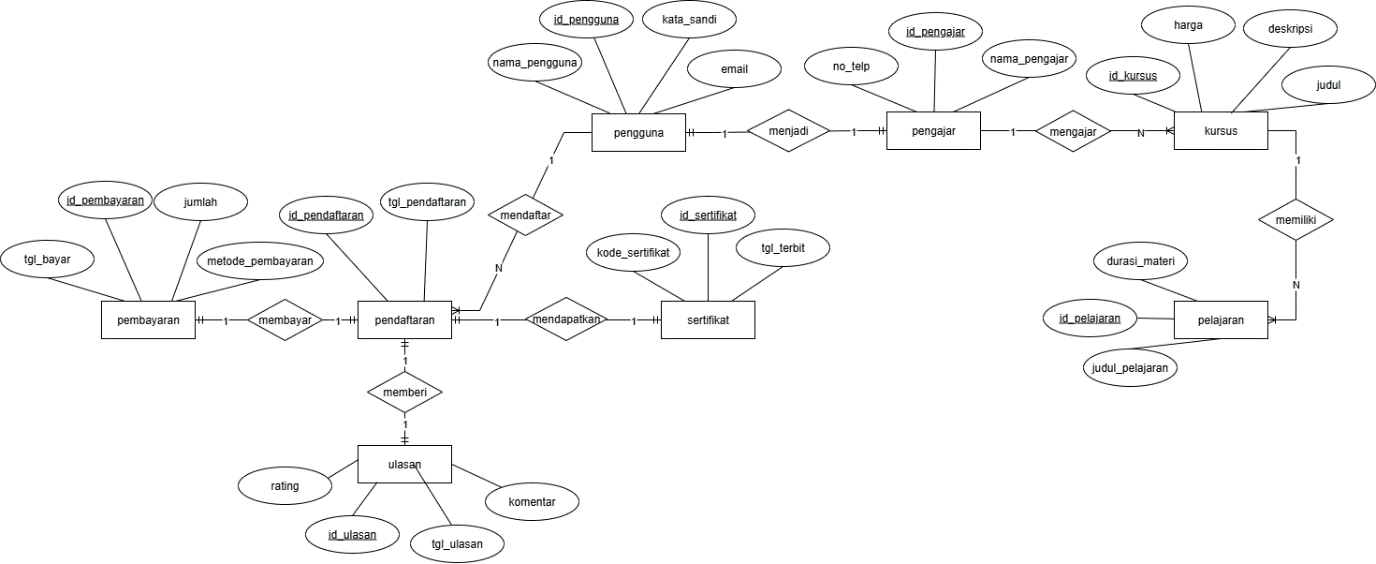 id_pengguna
kata_sandi
nama_pengguna
email
pengguna
1
menjadi
1
id_pengajar
no_telp
nama_pengajar
pengajar
1
mengajar
N
harga
deskripsi
id_kursus
judul
kursus
1
memiliki
N
durasi_materi
id_pelajaran
pelajaran
judul_pelajaran
1
mendaftar
N
id_pembayaran
jumlah
tgl_bayar
metode_pembayaran
pembayaran
1
membayar
1
id_pendaftaran
tgl_pendaftaran
pendaftaran
1
mendapatkan
1
id_sertifikat
kode_sertifikat
tgl_terbit
sertifikat
1
memberi
1
ulasan
rating
komentar
id_ulasan
tgl_ulasan